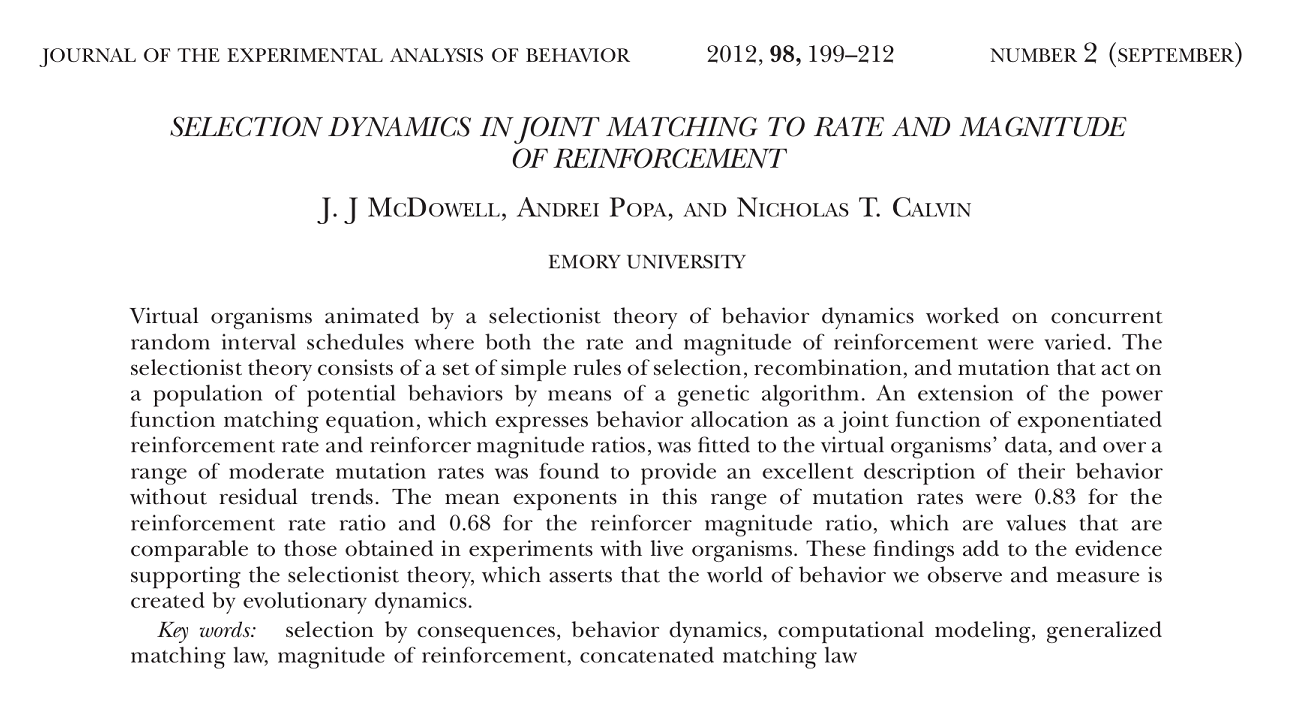 JOURNAL OF THE EXPERIMENTAL ANALYSIS OF BEHAVIOR 2012, 98, 199–212 NUMBER 2 (SEPTEMBER)
SELECTION DYNAMICS IN JOINT MATCHING TO RATE AND MAGNITUDE
OF REINFORCEMENT
J. J MCDOWELL, ANDREI POPA, AND NICHOLAS T. CALVIN
EMORY UNIVERSITY
Virtual organisms animated by a selectionist theory of behavior dynamics worked on concurrent
random interval schedules where both the rate and magnitude of reinforcement were varied. The
selectionist theory consists of a set of simple rules of selection, recombination, and mutation that act on
a population of potential behaviors by means of a genetic algorithm. An extension of the power
function matching equation, which expresses behavior allocation as a joint function of exponentiated
reinforcement rate and reinforcer magnitude ratios, was fitted to the virtual organisms’ data, and over a
range of moderate mutation rates was found to provide an excellent description of their behavior
without residual trends. The mean exponents in this range of mutation rates were 0.83 for the
reinforcement rate ratio and 0.68 for the reinforcer magnitude ratio, which are values that are
comparable to those obtained in experiments with live organisms. These findings add to the evidence
supporting the selectionist theory, which asserts that the world of behavior we observe and measure is
created by evolutionary dynamics.
Key words: selection by consequences, behavior dynamics, computational modeling, generalized
matching law, magnitude of reinforcement, concatenated matching law